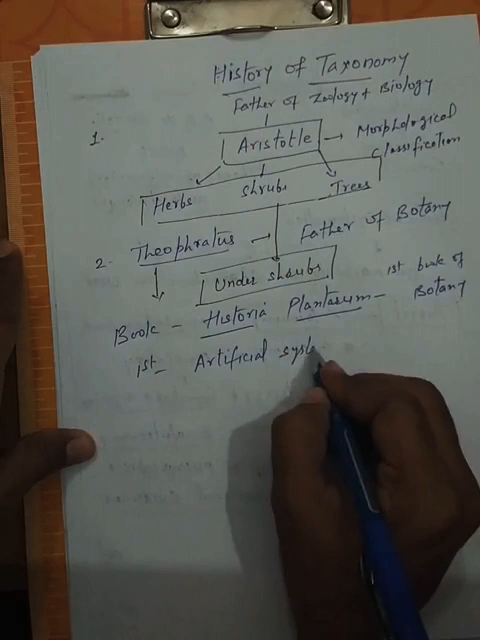 History of Taxonomy
Father of Zoology + Biology
1. Aristotle → Morphological
classification
Herbs shrubs Trees
2. Theophratus → Father of Botany
Under shrubs
Book - Historia Plantarum - 1st book of
Botany
1st - Artificial syste